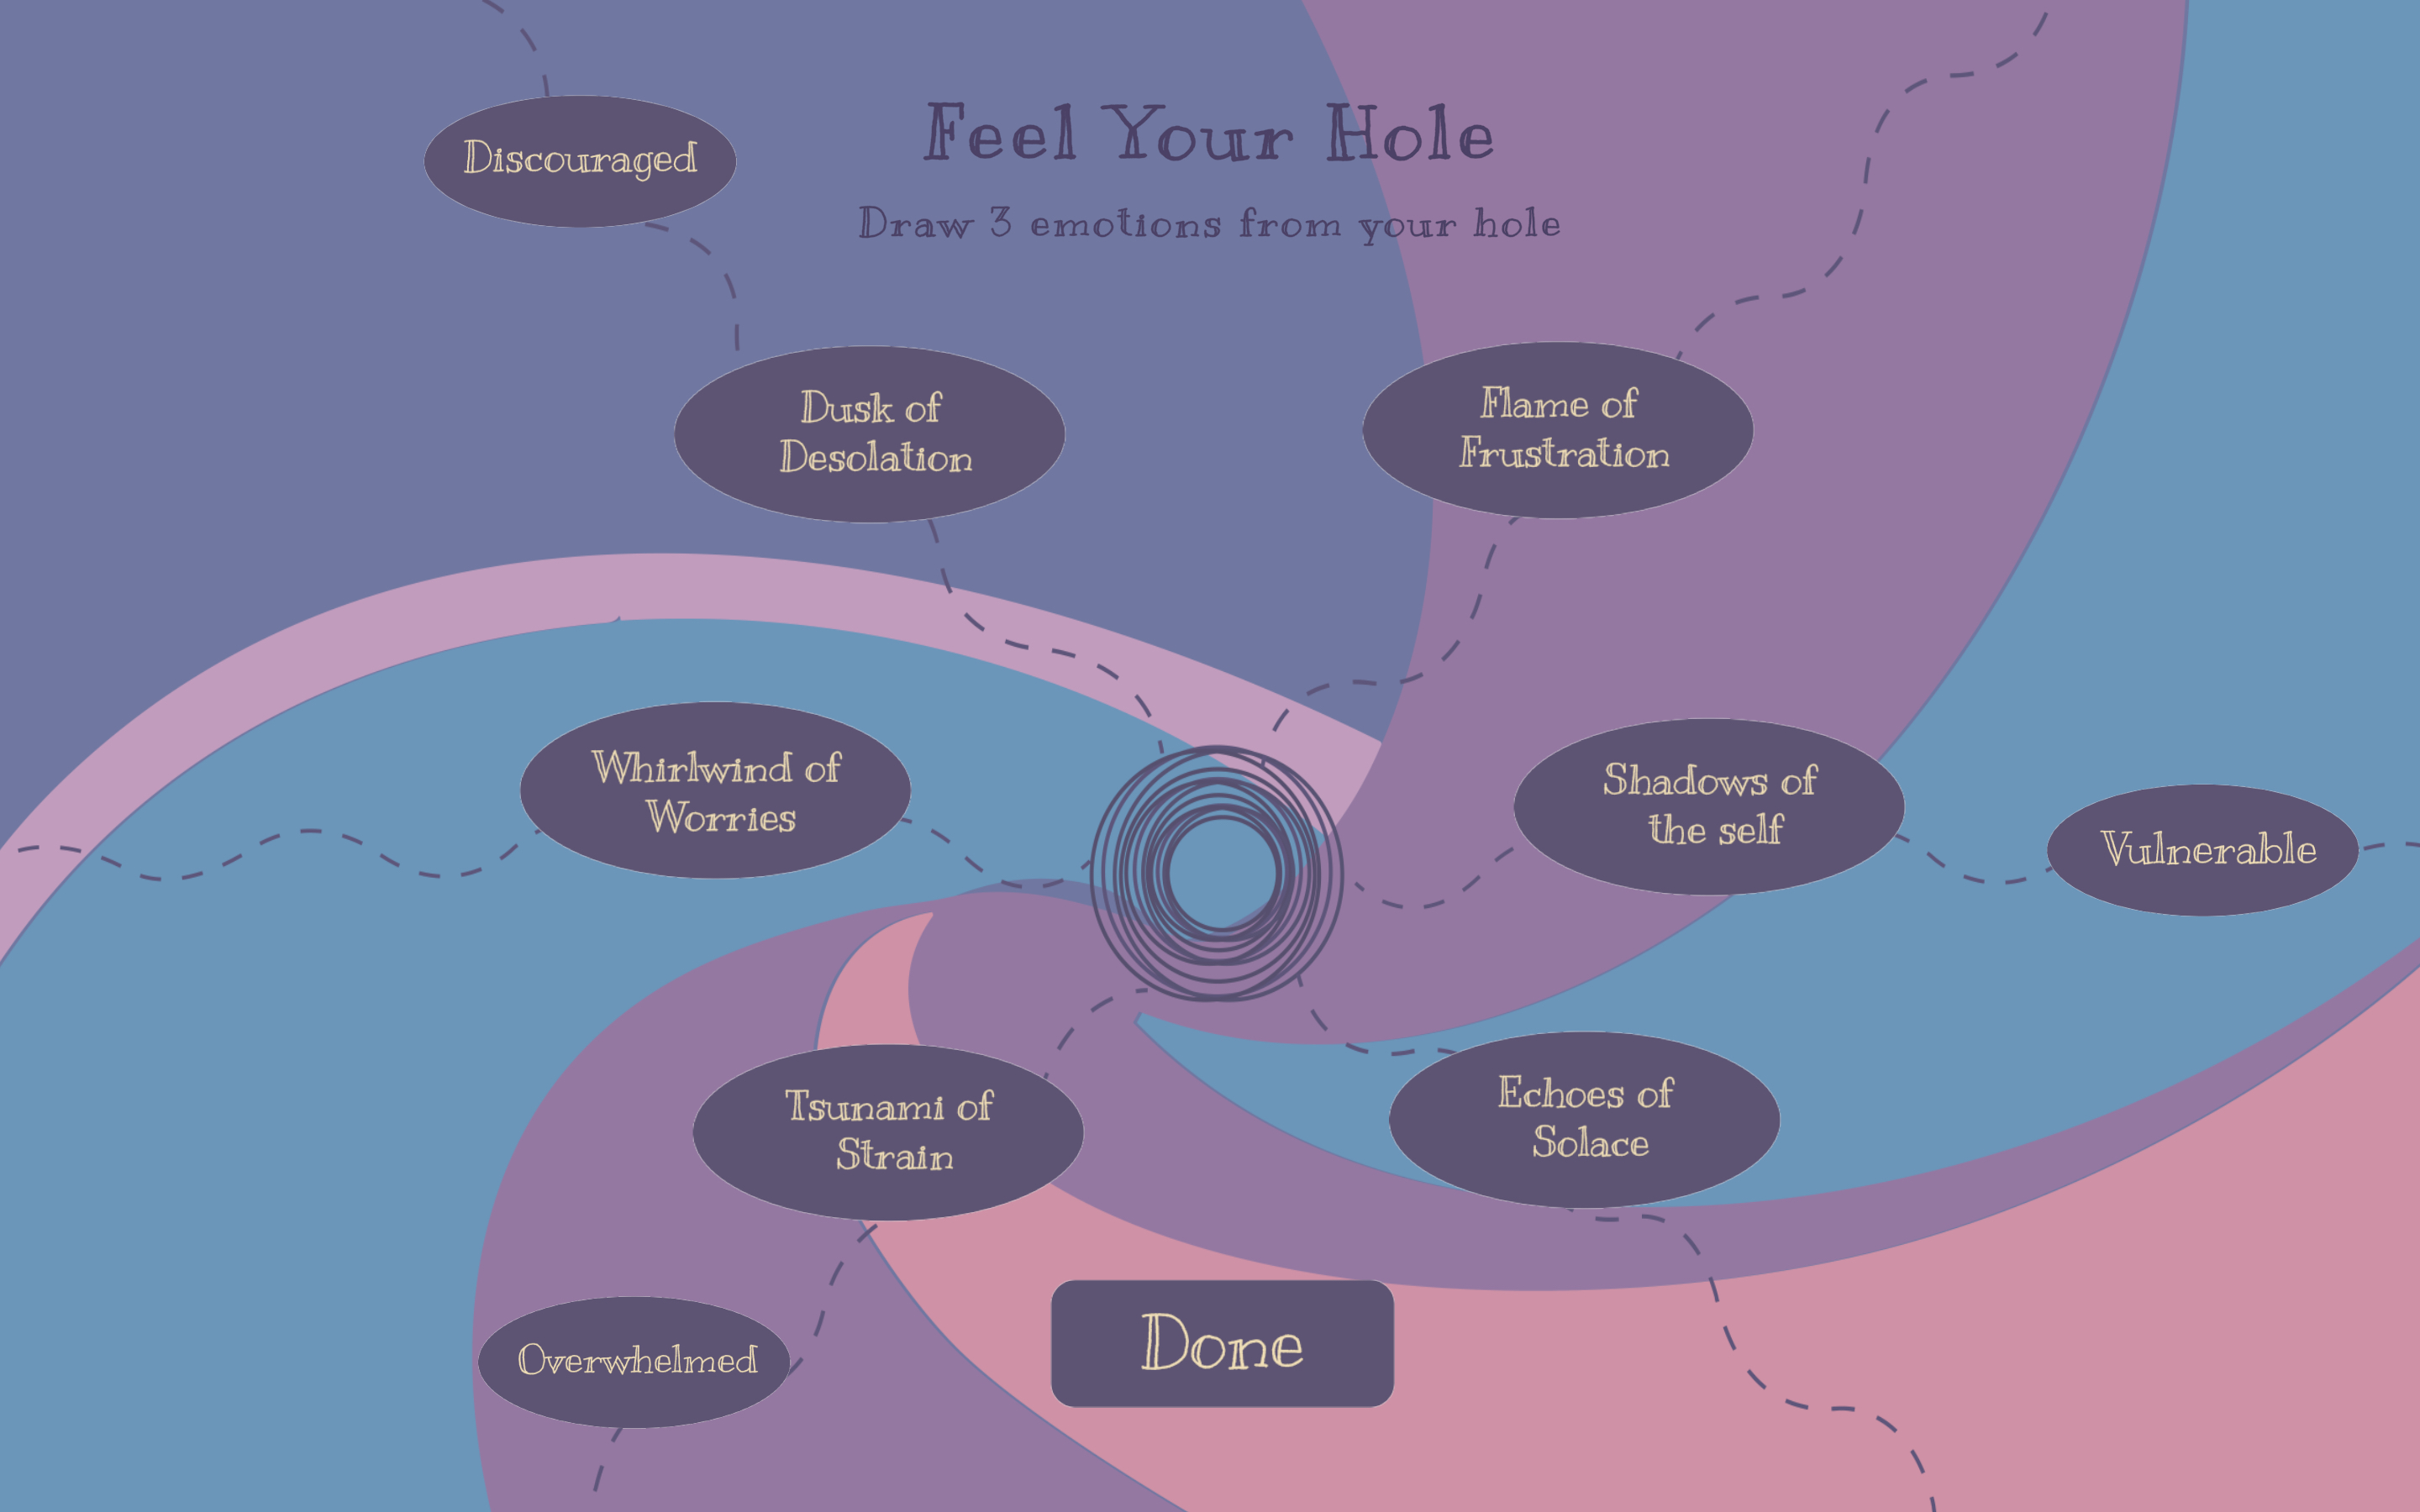 Feel Your Hole
Draw 3 emotions from your hole
Discouraged
Dusk of
Desolation
Flame of
Frustration
Whirlwind of
Worries
Shadows of
the self
Vulnerable
Tsunami of
Strain
Echoes of
Solace
Overwhelmed
Done